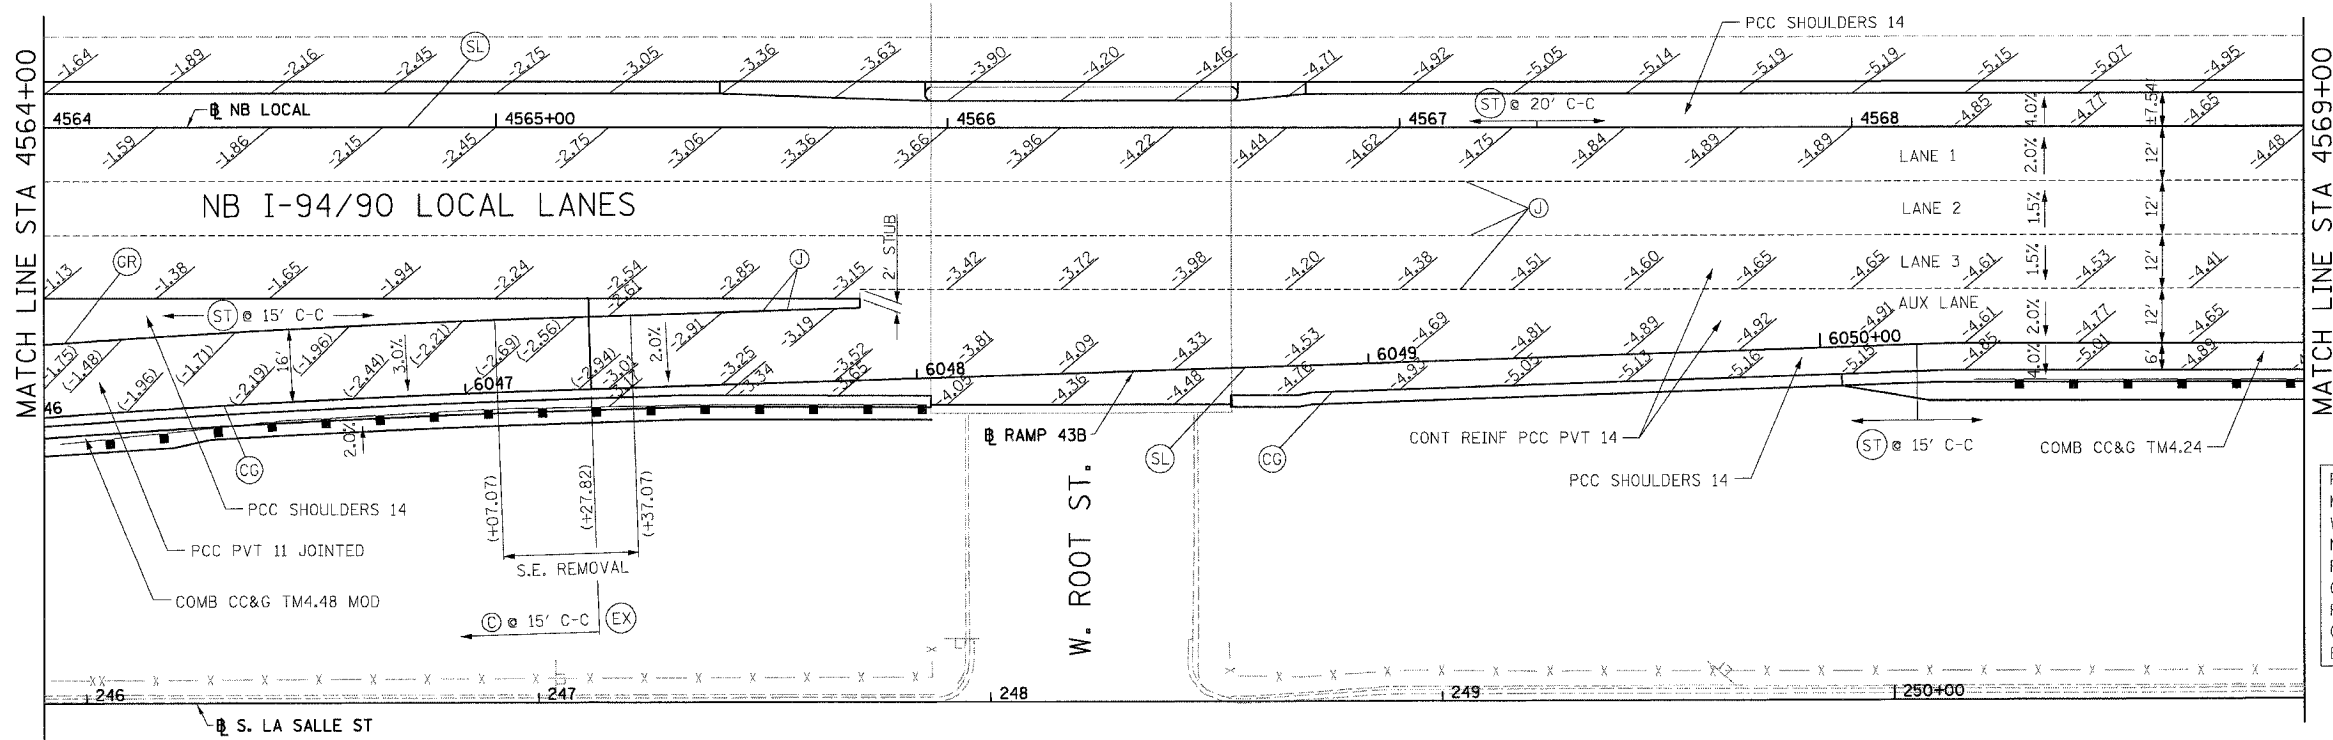 MATCH LINE STA 4564+00
MATCH LINE STA 4569+00
PCC SHOULDERS 14
-1.64 -1.89 -2.16 -2.45 -2.75 -3.05 -3.36 -3.63 -3.90 -4.20 -4.46 -4.71 -4.92 -5.05 -5.14 -5.19 -5.19 -5.15 -5.07 -4.95
SL
℄ NB LOCAL
ST @ 20' C-C
4564 4565+00 4566 4567 4568
-4.85 4.0% -4.77 ±7.54' -4.65
-1.59 -1.86 -2.15 -2.45 -2.75 -3.06 -3.36 -3.66 -3.96 -4.22 -4.44 -4.62 -4.75 -4.84 -4.89 -4.89 -4.48
LANE 1 2.0% 12'
NB I-94/90 LOCAL LANES
J
LANE 2 1.5% 12'
2' STUB
GR
J
-1.13 -1.38 -1.65 -1.94 -2.24 -2.54 -2.85 -3.15 -3.42 -3.72 -3.98 -4.20 -4.38 -4.51 -4.60 -4.65 -4.65 -4.61 -4.53 -4.41
LANE 3 1.5% 12'
-2.61
ST @ 15' C-C
AUX LANE 2.0% 12'
-2.91 -3.19
(-1.75) (-1.48) (-1.71) (-1.96) (-2.21) (-2.56)
16' 3.0% 2.0%
(-1.96) (-2.19) (-2.44) (-2.69) (-2.94) -3.01 -3.25 -3.52 -3.81 -4.09 -4.33 -4.53 -4.69 -4.81 -4.89 -4.92 -4.91 -4.61 -4.77 -4.65
46 6047 6048 6049 6050+00
-3.17 -3.34 -3.65 -4.05 -4.36 -4.48 -4.76 -4.93 -5.05 -5.13 -5.16 -5.15 -4.85 4.0% -5.01 6' -4.89
2.0%
CG
℄ RAMP 43B
SL
CG
CONT REINF PCC PVT 14
ST @ 15' C-C
COMB CC&G TM4.24
PCC SHOULDERS 14
PCC SHOULDERS 14
(+07.07) (+27.82) (+37.07)
PCC PVT 11 JOINTED
S.E. REMOVAL
COMB CC&G TM4.48 MOD
C @ 15' C-C EX
W. ROOT ST.
246 247 248 249 250+00
℄ S. LA SALLE ST